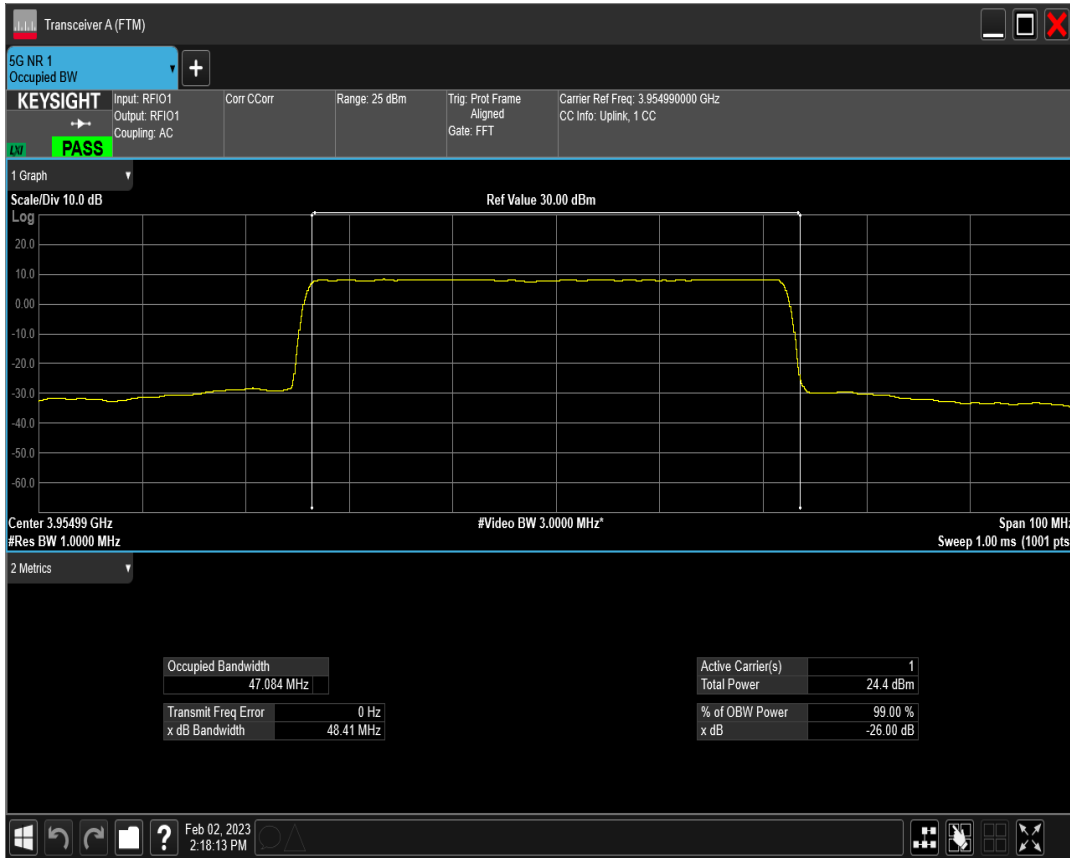 Transceiver A (FTM)
5G NR 1
Occupied BW
+
KEYSIGHT
LXI
PASS
Input: RFIO1
Output: RFIO1
Coupling: AC
Corr CCorr
Range: 25 dBm
Trig: Prot Frame
Aligned
Gate: FFT
Carrier Ref Freq: 3.954990000 GHz
CC Info: Uplink, 1 CC
1 Graph
Scale/Div 10.0 dB
Ref Value 30.00 dBm
Log
20.0
10.0
0.00
-10.0
-20.0
-30.0
-40.0
-50.0
-60.0
Center 3.95499 GHz
#Video BW 3.0000 MHz*
Span 100 MHz
#Res BW 1.0000 MHz
Sweep 1.00 ms (1001 pts
2 Metrics
Occupied Bandwidth
47.084 MHz
Transmit Freq Error 0 Hz
x dB Bandwidth 48.41 MHz
Active Carrier(s) 1
Total Power 24.4 dBm
% of OBW Power 99.00 %
x dB -26.00 dB
?
Feb 02, 2023
2:18:13 PM